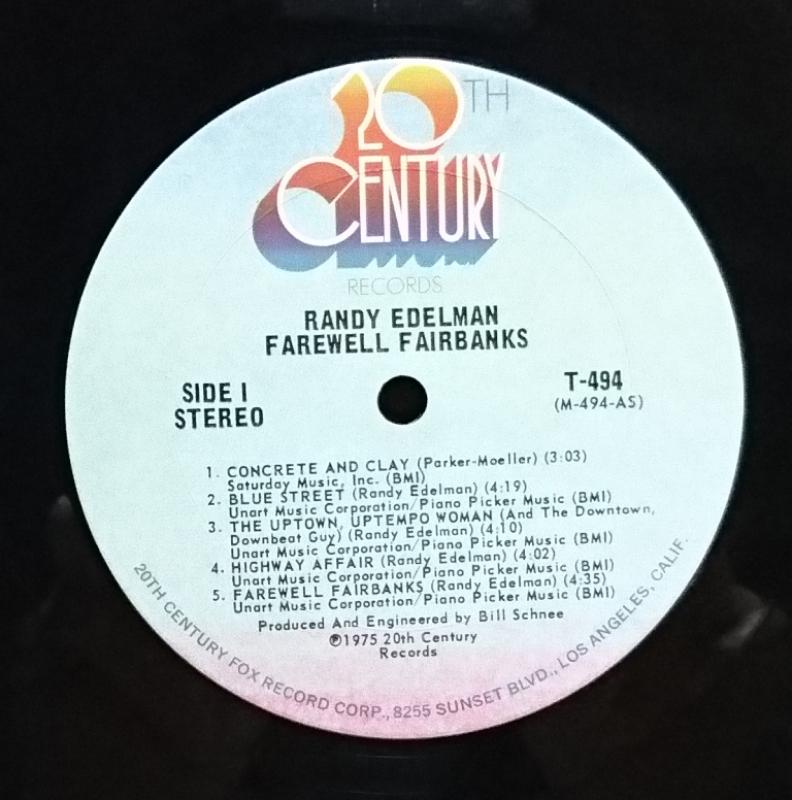 20TH
CENTURY
RECORDS
RANDY EDELMAN
FAREWELL FAIRBANKS
SIDE I
STEREO
T-494
(M-494-AS)
1. CONCRETE AND CLAY (Parker-Moeller) (3:03)
Saturday Music, Inc. (BMI)
2. BLUE STREET (Randy Edelman) (4:19)
Unart Music Corporation/Piano Picker Music (BMI)
3. THE UPTOWN, UPTEMPO WOMAN (And The Downtown,
Downbeat Guy) (Randy Edelman) (4:10)
Unart Music Corporation/Piano Picker Music (BMI)
4. HIGHWAY AFFAIR (Randy Edelman) (4:02)
Unart Music Corporation/Piano Picker Music (BMI)
5. FAREWELL FAIRBANKS (Randy Edelman) (4:35)
Unart Music Corporation/Piano Picker Music (BMI)
Produced And Engineered by Bill Schnee
℗1975 20th Century
Records
20TH CENTURY FOX RECORD CORP., 8255 SUNSET BLVD., LOS ANGELES, CALIF.